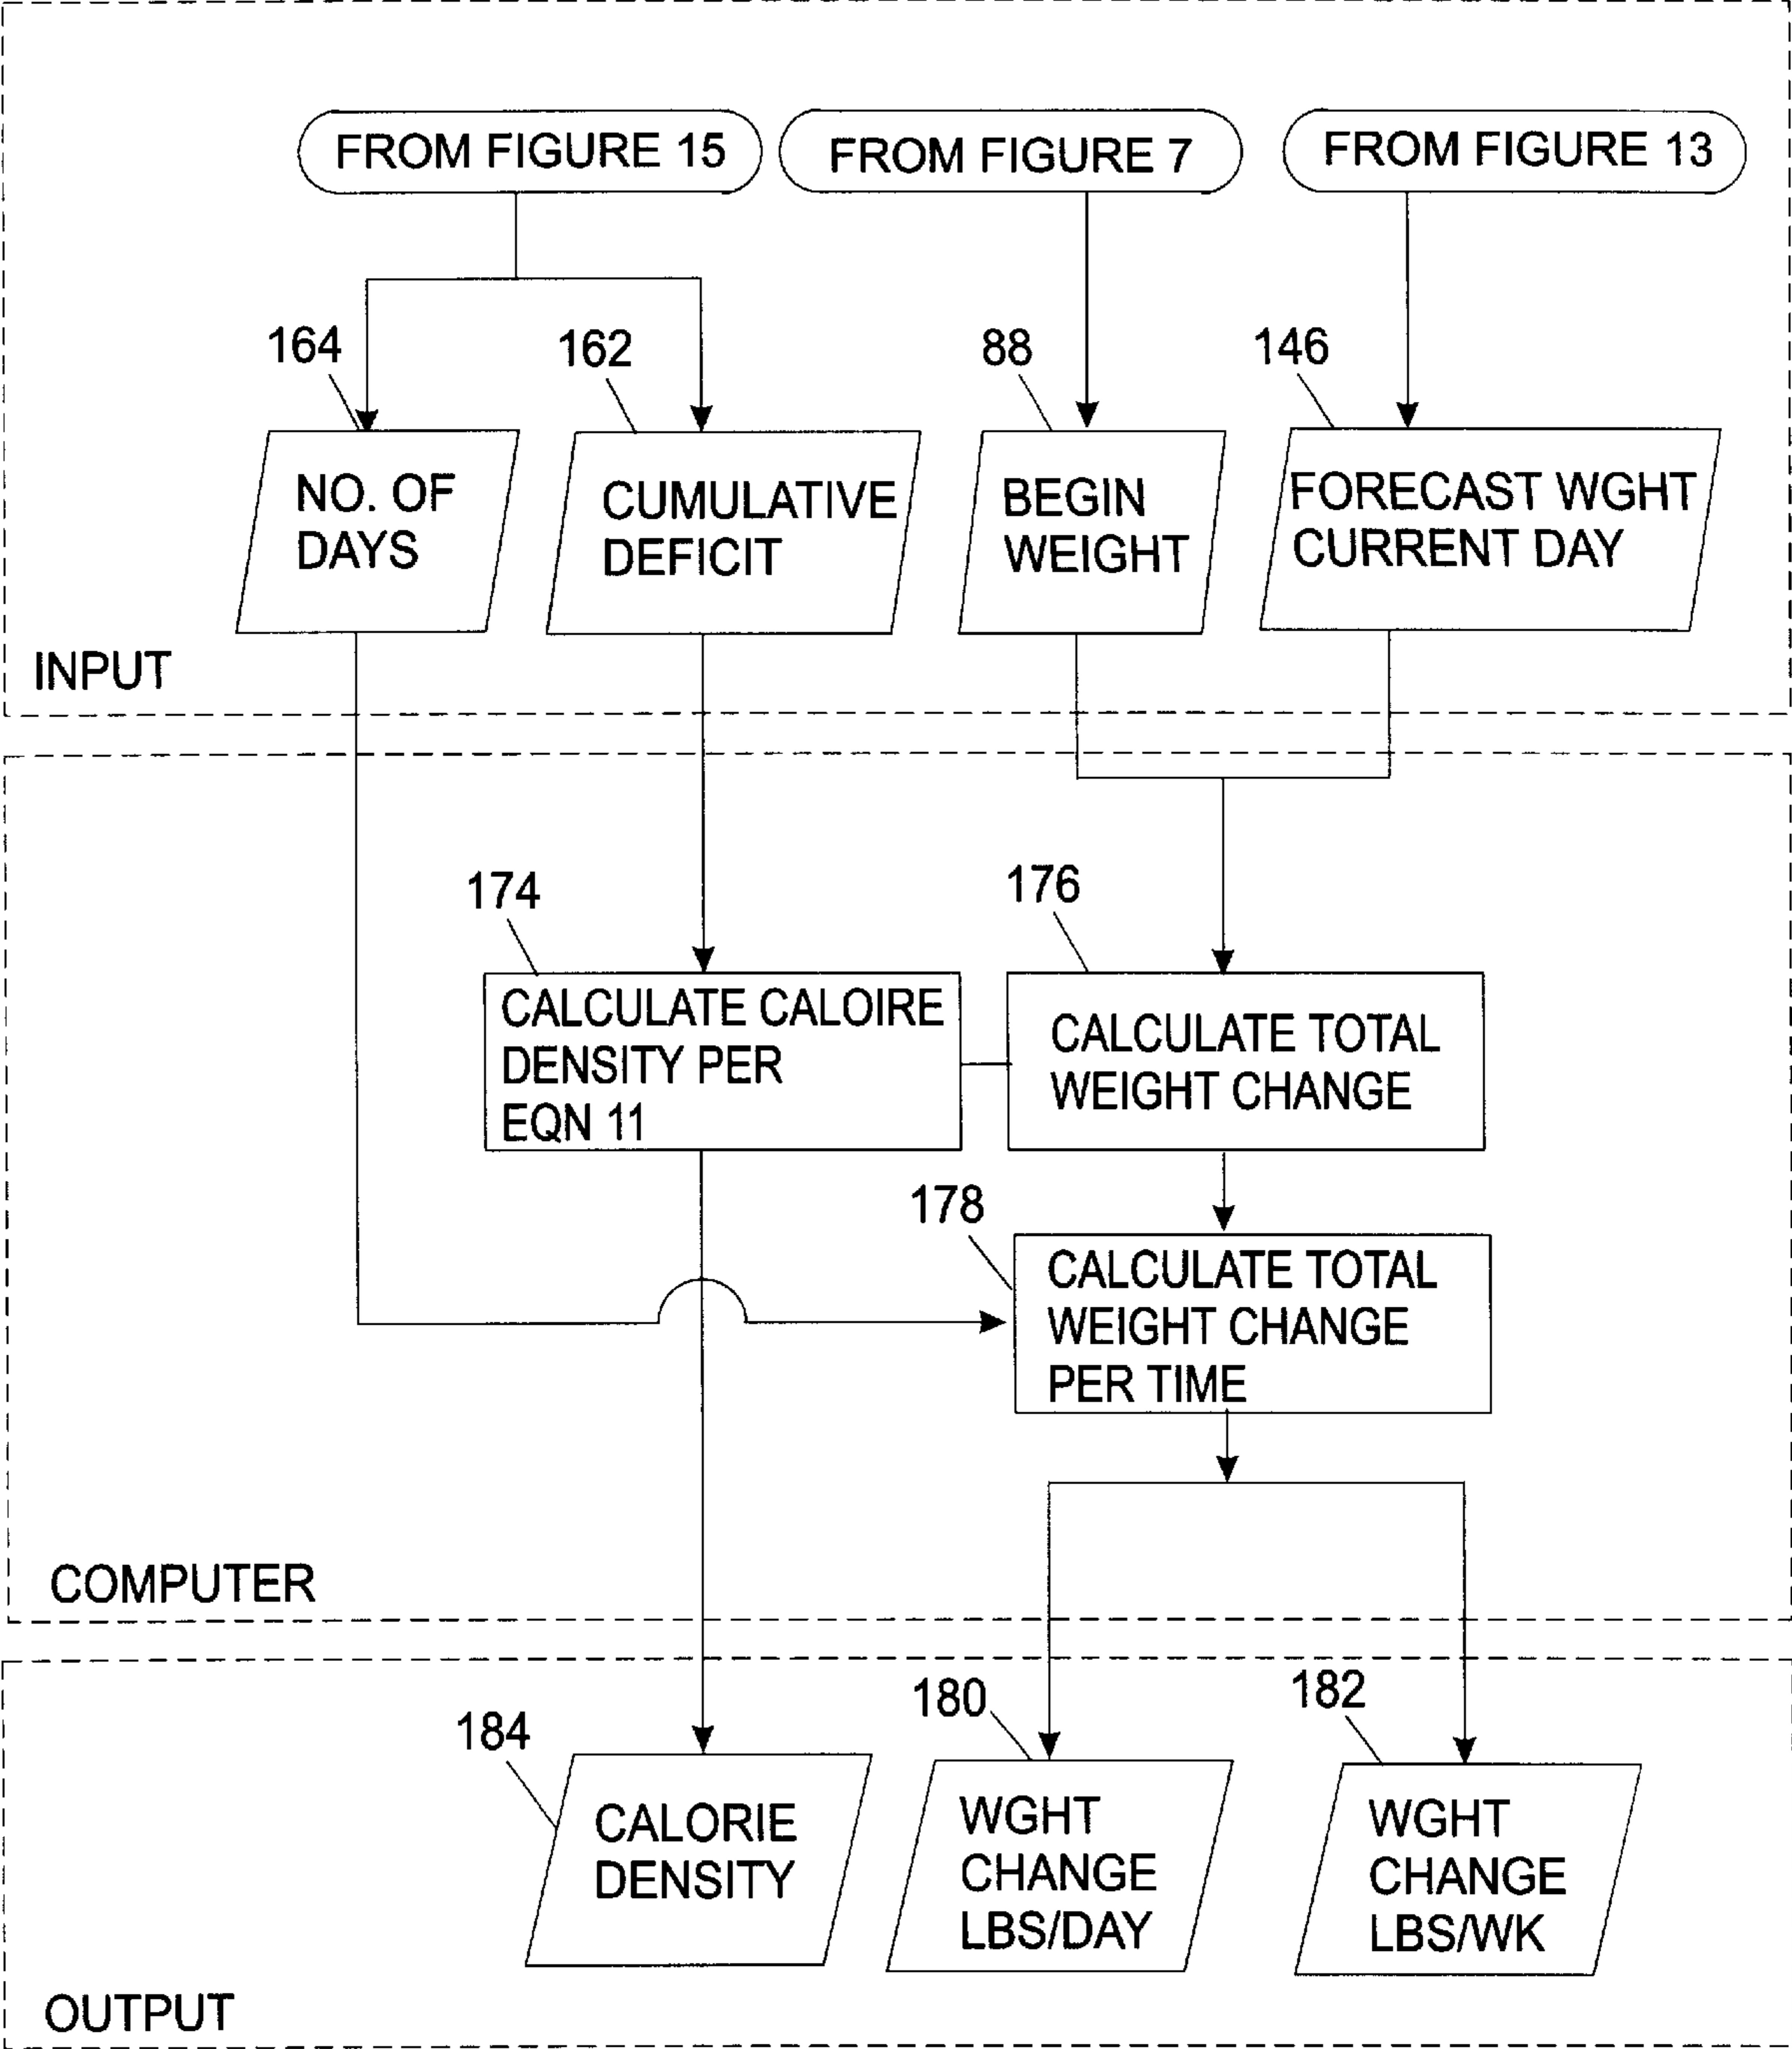 FROM FIGURE 15
FROM FIGURE 7
FROM FIGURE 13
164
162
88
146
NO. OF
DAYS
CUMULATIVE
DEFICIT
BEGIN
WEIGHT
FORECAST WGHT
CURRENT DAY
INPUT
174
176
CALCULATE CALOIRE
DENSITY PER
EQN 11
CALCULATE TOTAL
WEIGHT CHANGE
178
CALCULATE TOTAL
WEIGHT CHANGE
PER TIME
COMPUTER
184
180
182
CALORIE
DENSITY
WGHT
CHANGE
LBS/DAY
WGHT
CHANGE
LBS/WK
OUTPUT